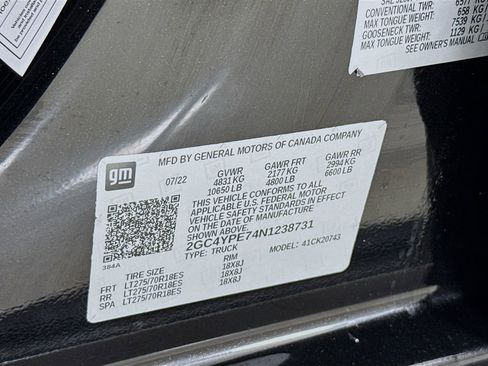 6577 KG
CONVENTIONAL TWR:
658 KG
MAX TONGUE WEIGHT:
7539 KG
GOOSENECK TWR:
1129 KG
MAX TONGUE WEIGHT:
SEE OWNER'S MANUAL
MFD BY GENERAL MOTORS OF CANADA COMPANY
gm
07/22 GVWR GAWR FRT GAWR RR
4831 KG 2177 KG 2994 KG
10650 LB 4800 LB 6600 LB
THIS VEHICLE CONFORMS TO ALL
APPLICABLE U.S. FEDERAL MOTOR
VEHICLE SAFETY STANDARDS IN EFFECT
ON THE DATE OF MANUFACTURE
SHOWN ABOVE.
2GC4YPE74N1238731
TYPE: TRUCK MODEL: 41CK20743
384A
TIRE SIZE RIM
FRT LT275/70R18ES 18X8J
RR LT275/70R18ES 18X8J
SPA LT275/70R18ES 18X8J